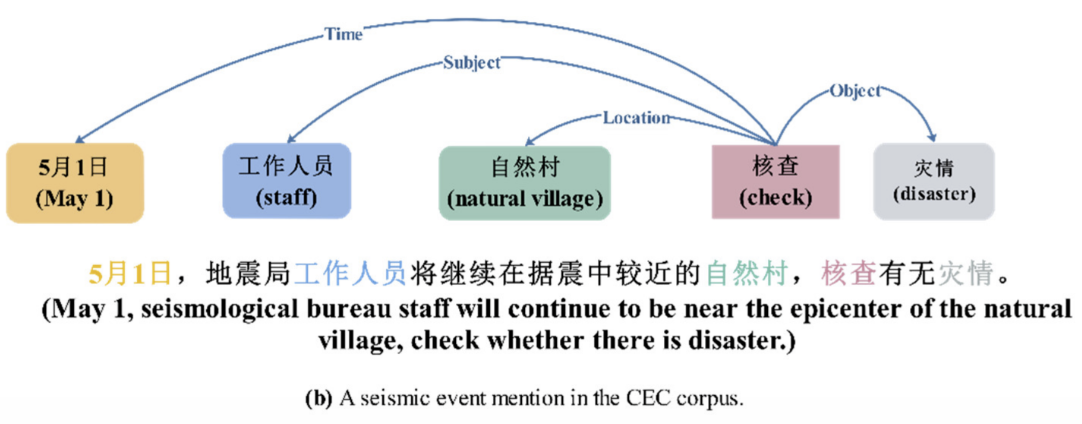 Time
Subject
Object
Location
5月1日
(May 1)
工作人员
(staff)
自然村
(natural village)
核查
(check)
灾情
(disaster)
5月1日，地震局工作人员将继续在据震中较近的自然村，核查有无灾情。
(May 1, seismological bureau staff will continue to be near the epicenter of the natural
village, check whether there is disaster.)
(b) A seismic event mention in the CEC corpus.